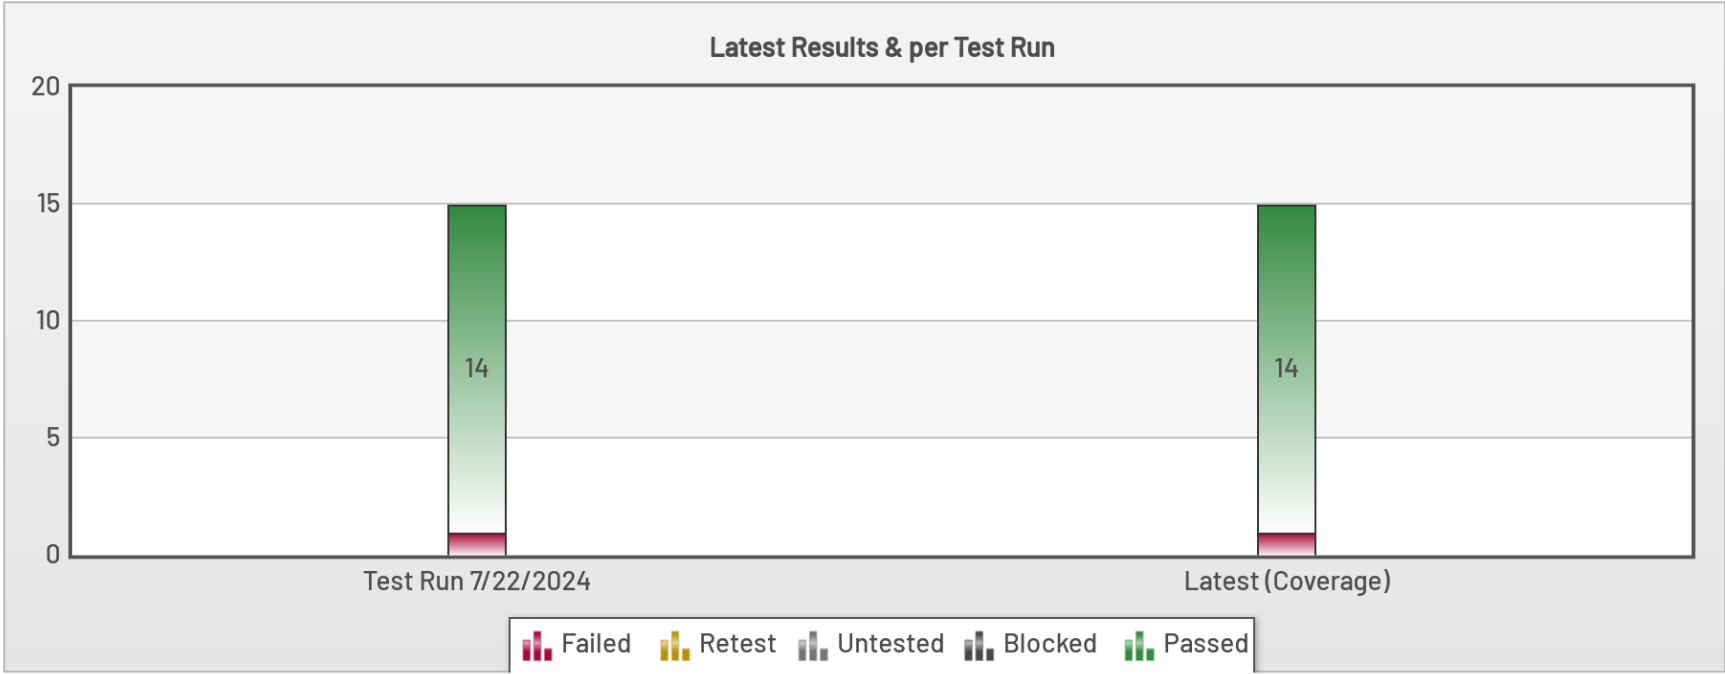 Latest Results & per Test Run
20
15
10
5
0
14
14
Test Run 7/22/2024
Latest (Coverage)
Failed
Retest
Untested
Blocked
Passed